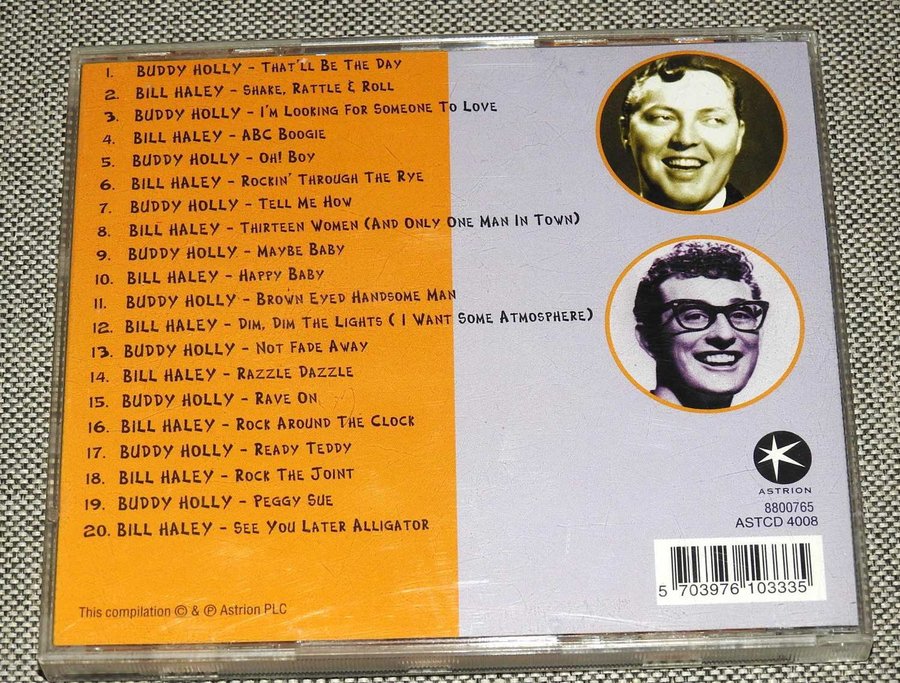 1. BUDDY HOLLY - THAT'LL BE THE DAY
2. BILL HALEY - SHAKE, RATTLE & ROLL
3. BUDDY HOLLY - I'M LOOKING FOR SOMEONE TO LOVE
4. BILL HALEY - ABC BOOGIE
5. BUDDY HOLLY - OH! BOY
6. BILL HALEY - ROCKIN' THROUGH THE RYE
7. BUDDY HOLLY - TELL ME HOW
8. BILL HALEY - THIRTEEN WOMEN (AND ONLY ONE MAN IN TOWN)
9. BUDDY HOLLY - MAYBE BABY
10. BILL HALEY - HAPPY BABY
11. BUDDY HOLLY - BROWN EYED HANDSOME MAN
12. BILL HALEY - DIM, DIM THE LIGHTS ( I WANT SOME ATMOSPHERE)
13. BUDDY HOLLY - NOT FADE AWAY
14. BILL HALEY - RAZZLE DAZZLE
15. BUDDY HOLLY - RAVE ON
16. BILL HALEY - ROCK AROUND THE CLOCK
17. BUDDY HOLLY - READY TEDDY
18. BILL HALEY - ROCK THE JOINT
19. BUDDY HOLLY - PEGGY SUE
20. BILL HALEY - SEE YOU LATER ALLIGATOR
This compilation © & ℗ Astrion PLC
ASTRION
8800765
ASTCD 4008
5 703976 103335